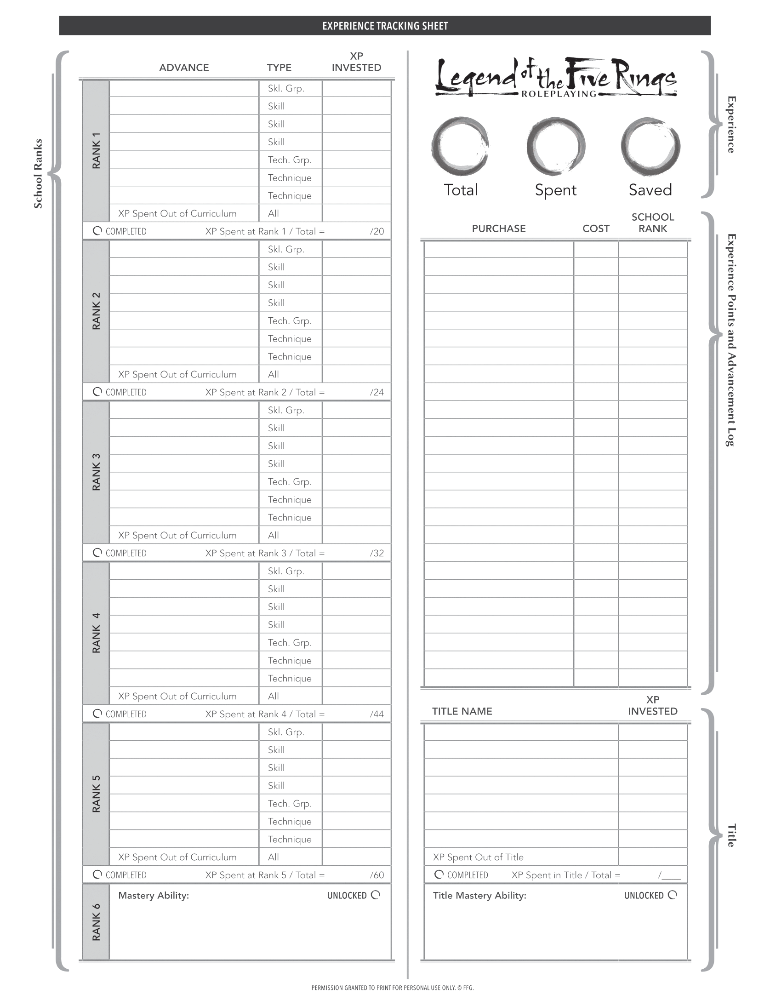 EXPERIENCE TRACKING SHEET
School Ranks
ADVANCE TYPE XP INVESTED
RANK 1
Skl. Grp.
Skill
Skill
Skill
Tech. Grp.
Technique
Technique
XP Spent Out of Curriculum All
COMPLETED XP Spent at Rank 1 / Total = /20
RANK 2
Skl. Grp.
Skill
Skill
Skill
Tech. Grp.
Technique
Technique
XP Spent Out of Curriculum All
COMPLETED XP Spent at Rank 2 / Total = /24
RANK 3
Skl. Grp.
Skill
Skill
Skill
Tech. Grp.
Technique
Technique
XP Spent Out of Curriculum All
COMPLETED XP Spent at Rank 3 / Total = /32
RANK 4
Skl. Grp.
Skill
Skill
Skill
Tech. Grp.
Technique
Technique
XP Spent Out of Curriculum All
COMPLETED XP Spent at Rank 4 / Total = /44
RANK 5
Skl. Grp.
Skill
Skill
Skill
Tech. Grp.
Technique
Technique
XP Spent Out of Curriculum All
COMPLETED XP Spent at Rank 5 / Total = /60
RANK 6
Mastery Ability: UNLOCKED
Legend of the Five Rings
ROLEPLAYING
™
Experience
Total Spent Saved
PURCHASE COST SCHOOL RANK
Experience Points and Advancement Log
TITLE NAME XP INVESTED
Title
XP Spent Out of Title
COMPLETED XP Spent in Title / Total = /____
Title Mastery Ability: UNLOCKED
PERMISSION GRANTED TO PRINT FOR PERSONAL USE ONLY. © FFG.